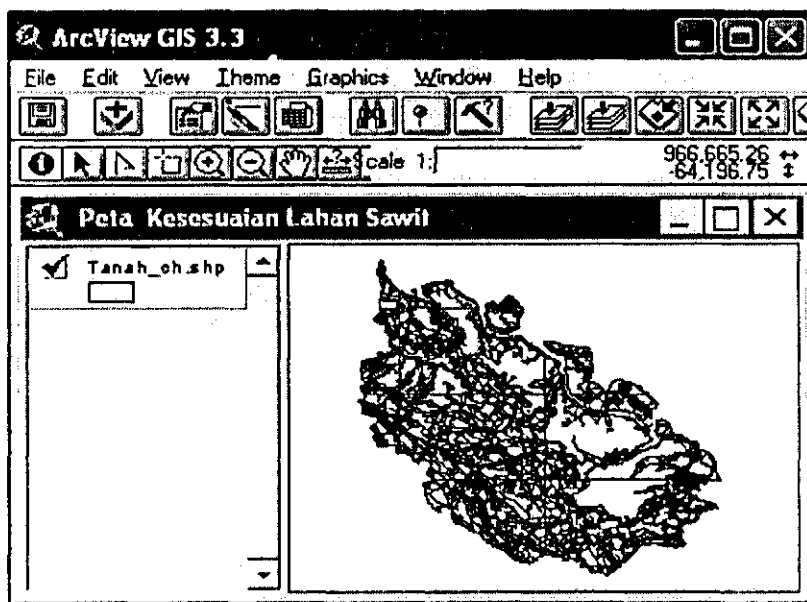 ArcView GIS 3.3
File Edit View Theme Graphics Window Help
Scale 1:
966,665.26
-64,196.75
Peta Kesesuaian Lahan Sawit
Tanah_ch.shp